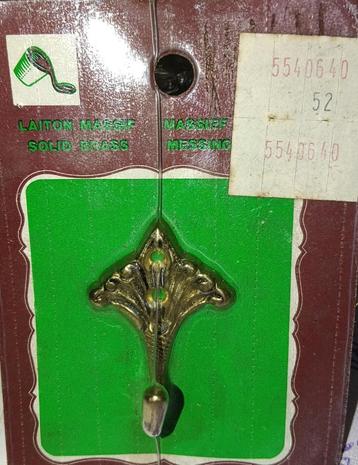 5540640
52
5540640
LAITON MASSIF
SOLID BRASS
MASSIEF
MESSING